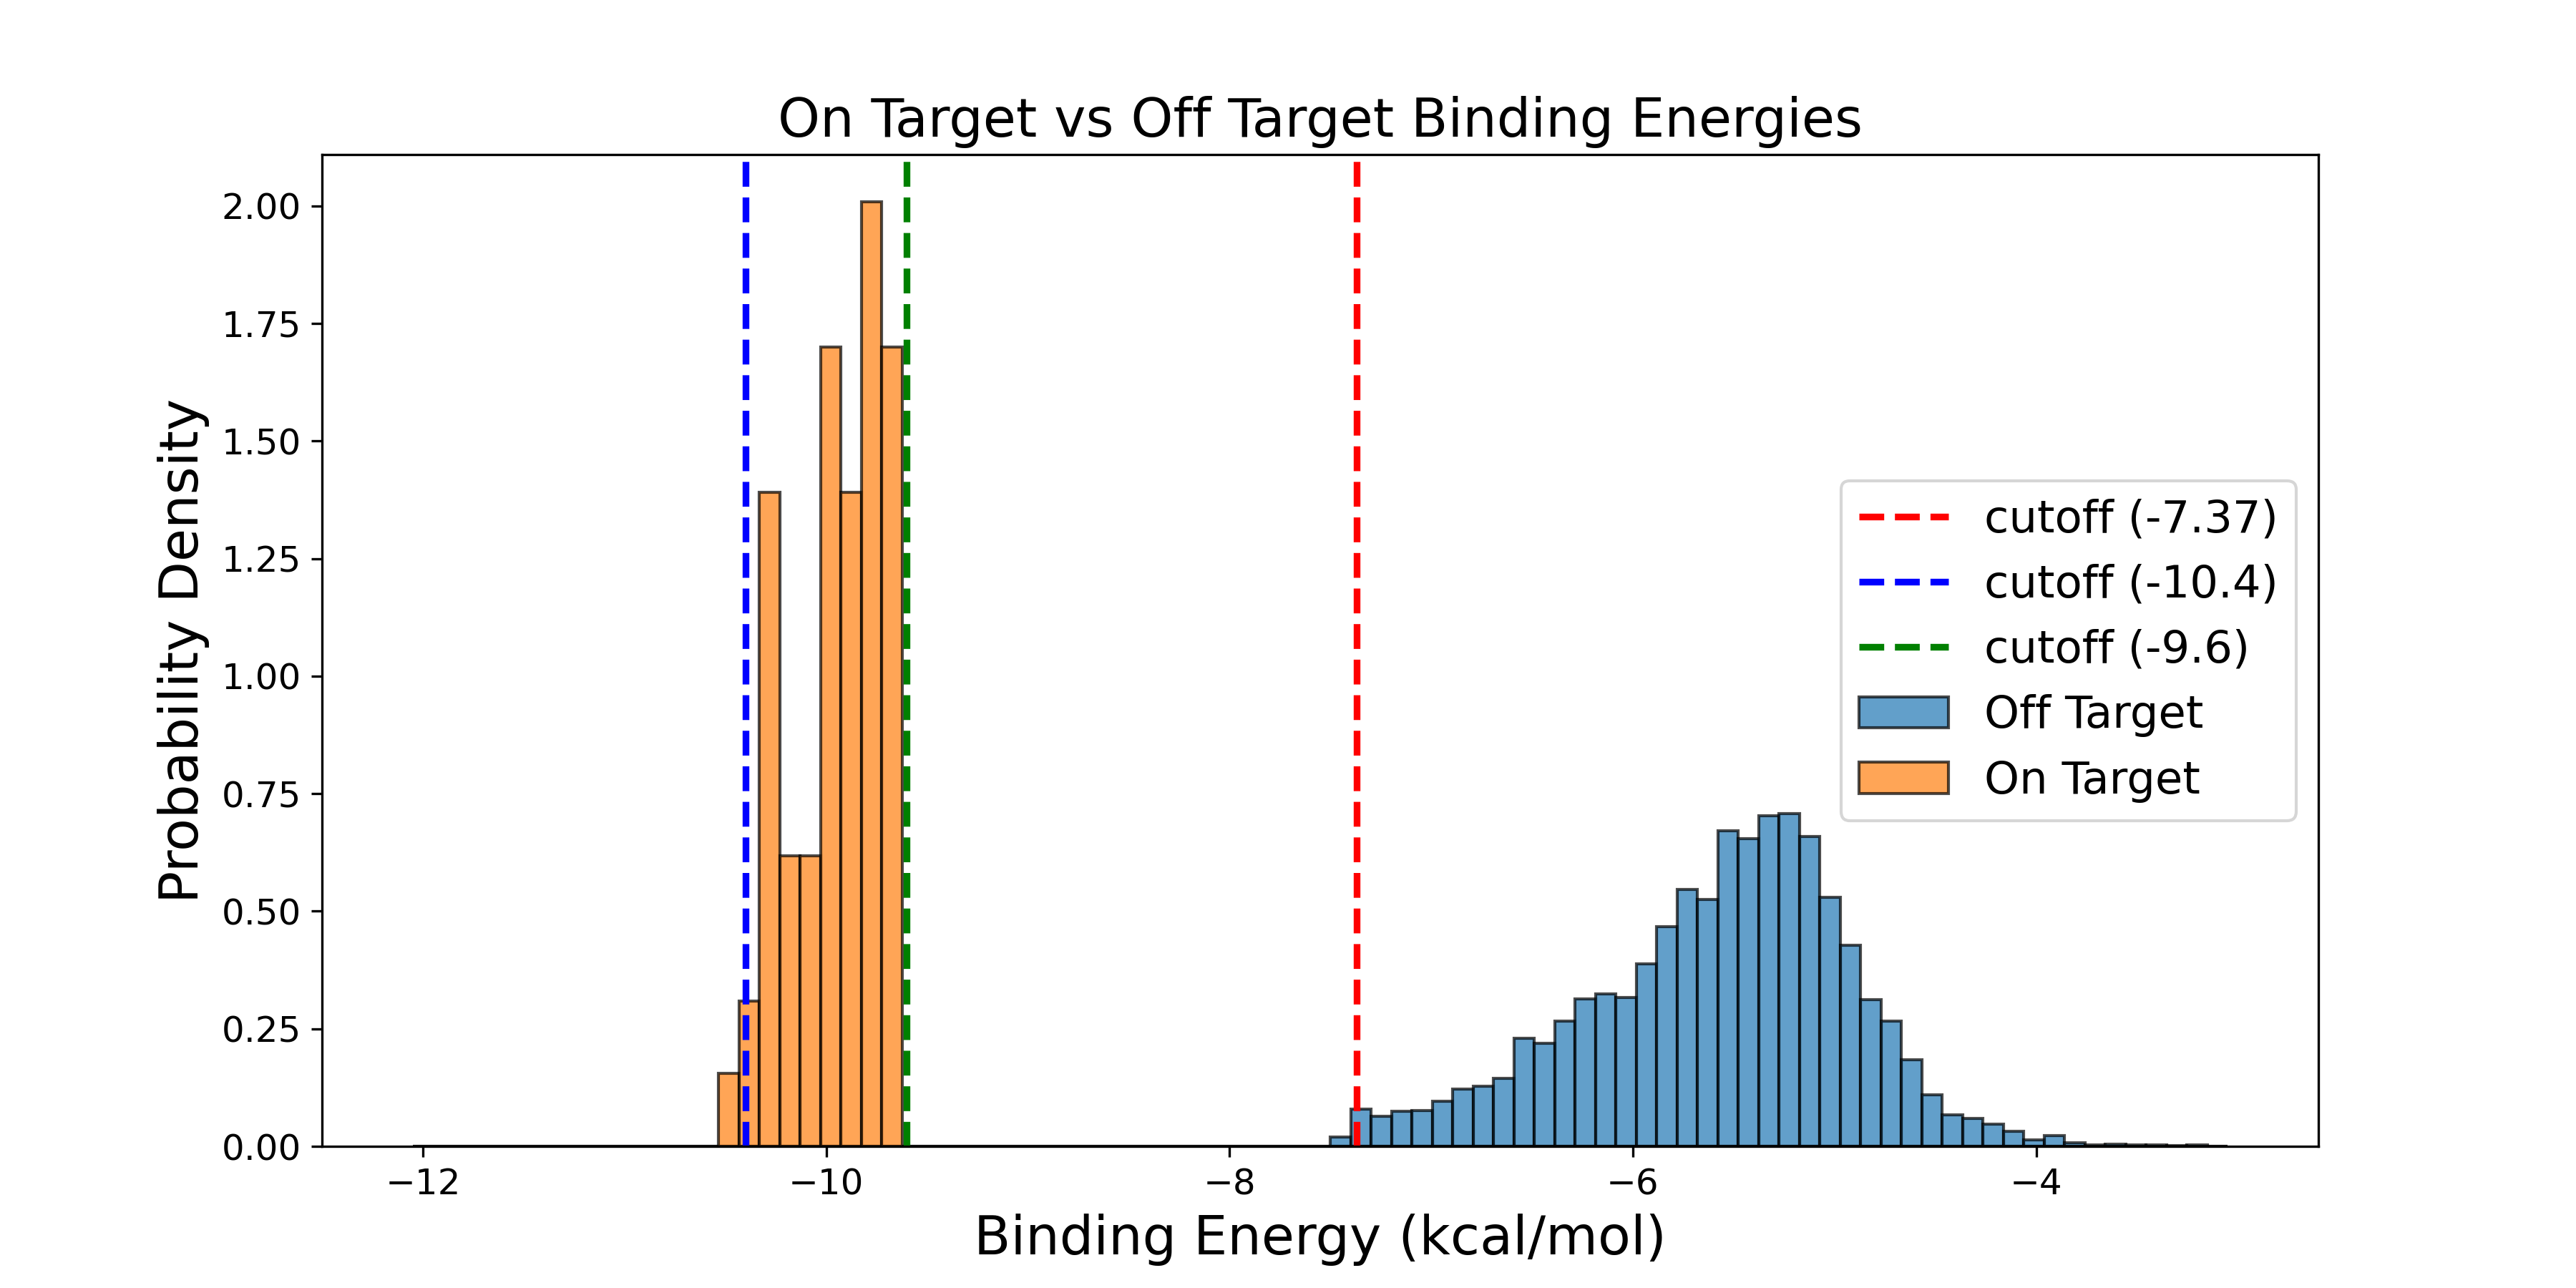 On Target vs Off Target Binding Energies
Probability Density
2.00
1.75
1.50
1.25
1.00
0.75
0.50
0.25
0.00
−12
−10
−8
−6
−4
Binding Energy (kcal/mol)
cutoff (-7.37)
cutoff (-10.4)
cutoff (-9.6)
Off Target
On Target